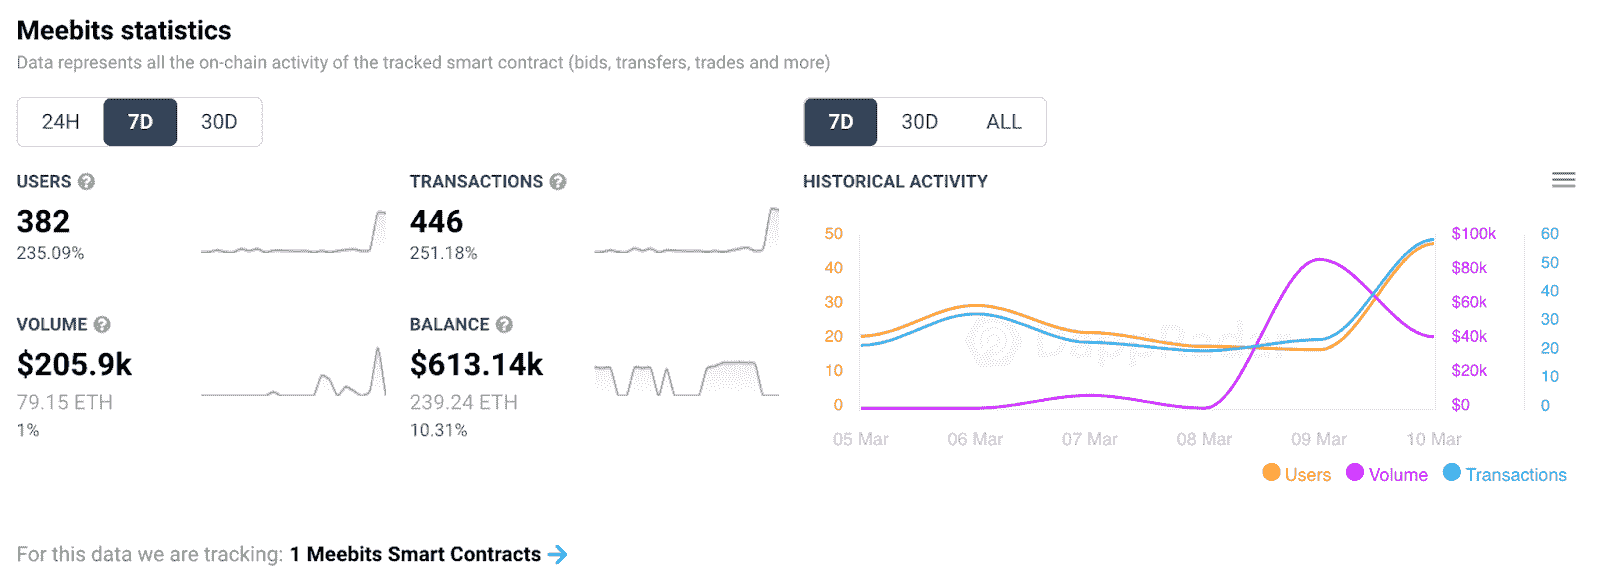 Meebits statistics
Data represents all the on-chain activity of the tracked smart contract (bids, transfers, trades and more)
24H 7D 30D
7D 30D ALL
USERS ?
382
235.09%
TRANSACTIONS ?
446
251.18%
VOLUME ?
$205.9k
79.15 ETH
1%
BALANCE ?
$613.14k
239.24 ETH
10.31%
HISTORICAL ACTIVITY
50 $100k 60
40 $80k 50
30 $60k 40
20 $40k 30
10 $20k 20
0 $0 10
0
DappRadar
05 Mar 06 Mar 07 Mar 08 Mar 09 Mar 10 Mar
Users Volume Transactions
For this data we are tracking: 1 Meebits Smart Contracts →